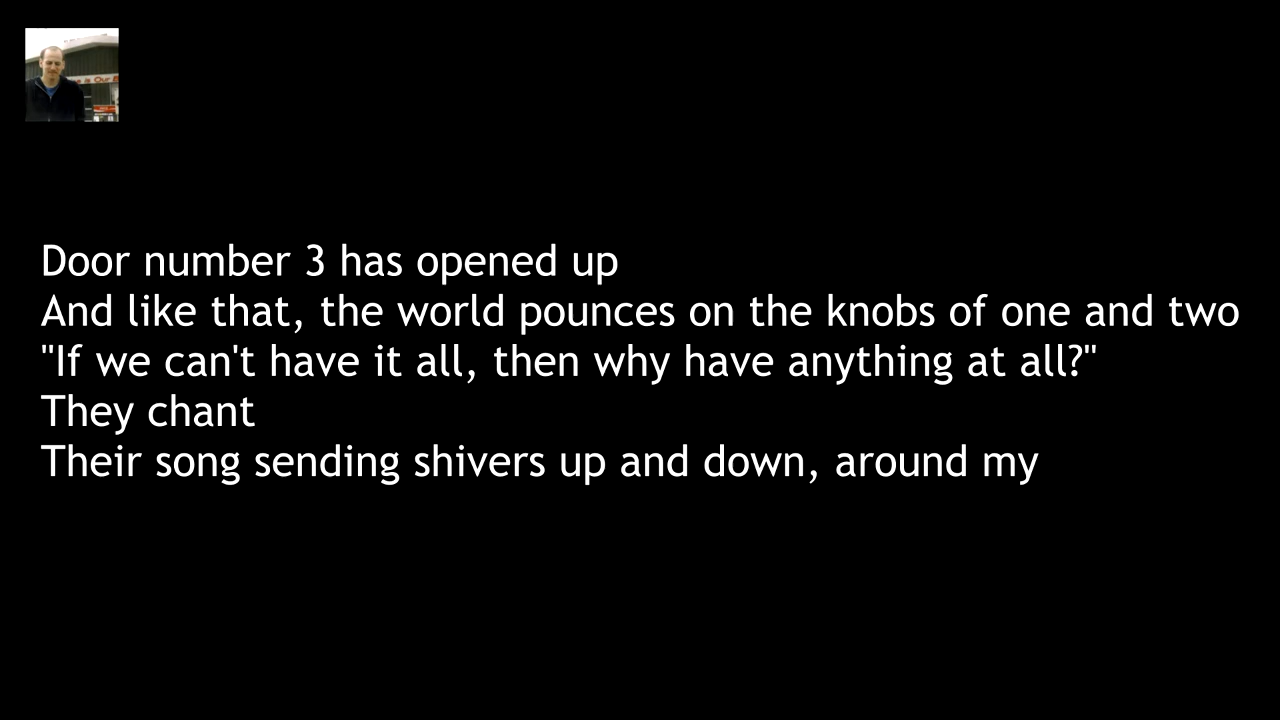 Door number 3 has opened up
And like that, the world pounces on the knobs of one and two
"If we can't have it all, then why have anything at all?"
They chant
Their song sending shivers up and down, around my